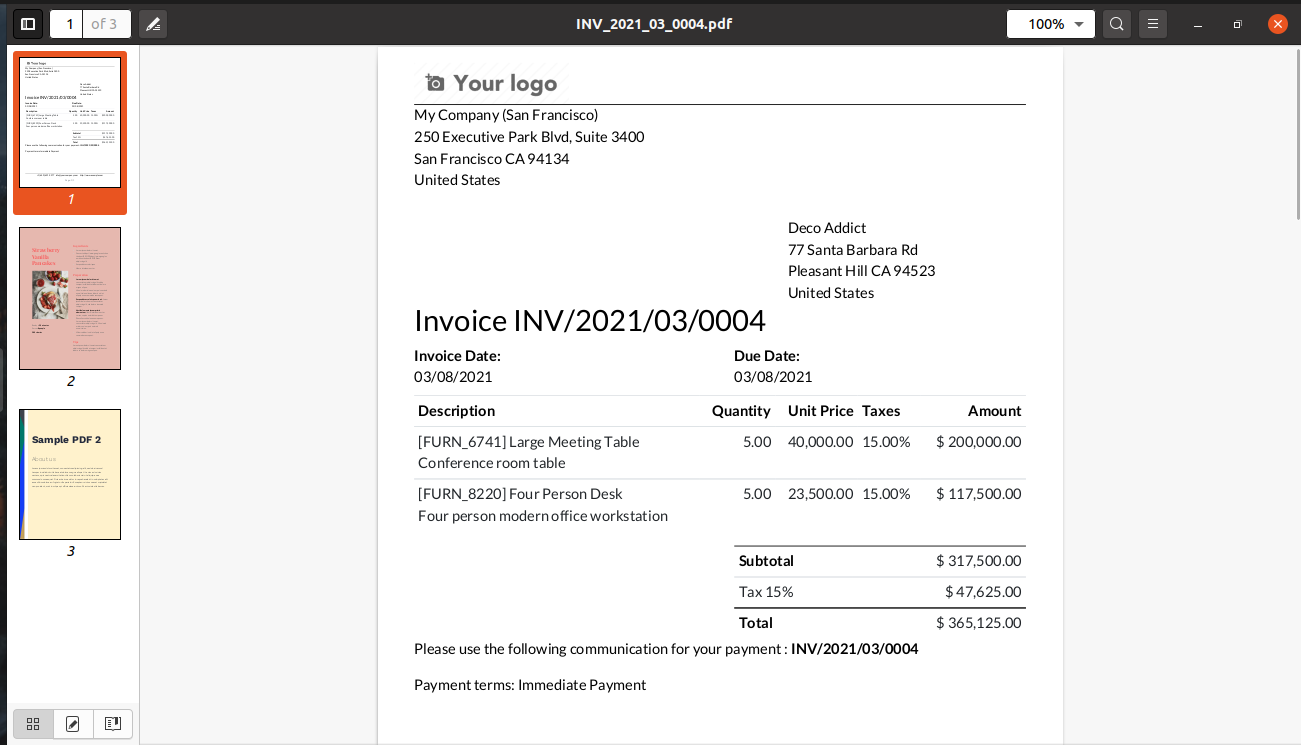 1 of 3
INV_2021_03_0004.pdf
100%
Your logo
My Company (San Francisco)
250 Executive Park Blvd, Suite 3400
San Francisco CA 94134
United States
Deco Addict
77 Santa Barbara Rd
Pleasant Hill CA 94523
United States
Invoice INV/2021/03/0004
Invoice Date: Due Date:
03/08/2021 03/08/2021
Description Quantity Unit Price Taxes Amount
[FURN_6741] Large Meeting Table 5.00 40,000.00 15.00% $ 200,000.00
Conference room table
[FURN_8220] Four Person Desk 5.00 23,500.00 15.00% $ 117,500.00
Four person modern office workstation
Subtotal $ 317,500.00
Tax 15% $ 47,625.00
Total $ 365,125.00
Please use the following communication for your payment : INV/2021/03/0004
Payment terms: Immediate Payment
Your logo
Invoice INV/2021/03/0004
1
Strawberry
Vanilla
Pancakes
2
Sample PDF 2
About us
3